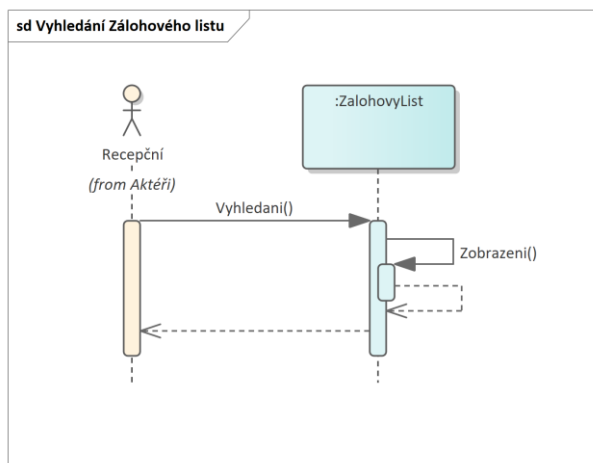 sd Vyhledání Zálohového listu
:ZalohovyList
Recepční
(from Aktéři)
Vyhledani()
Zobrazeni()